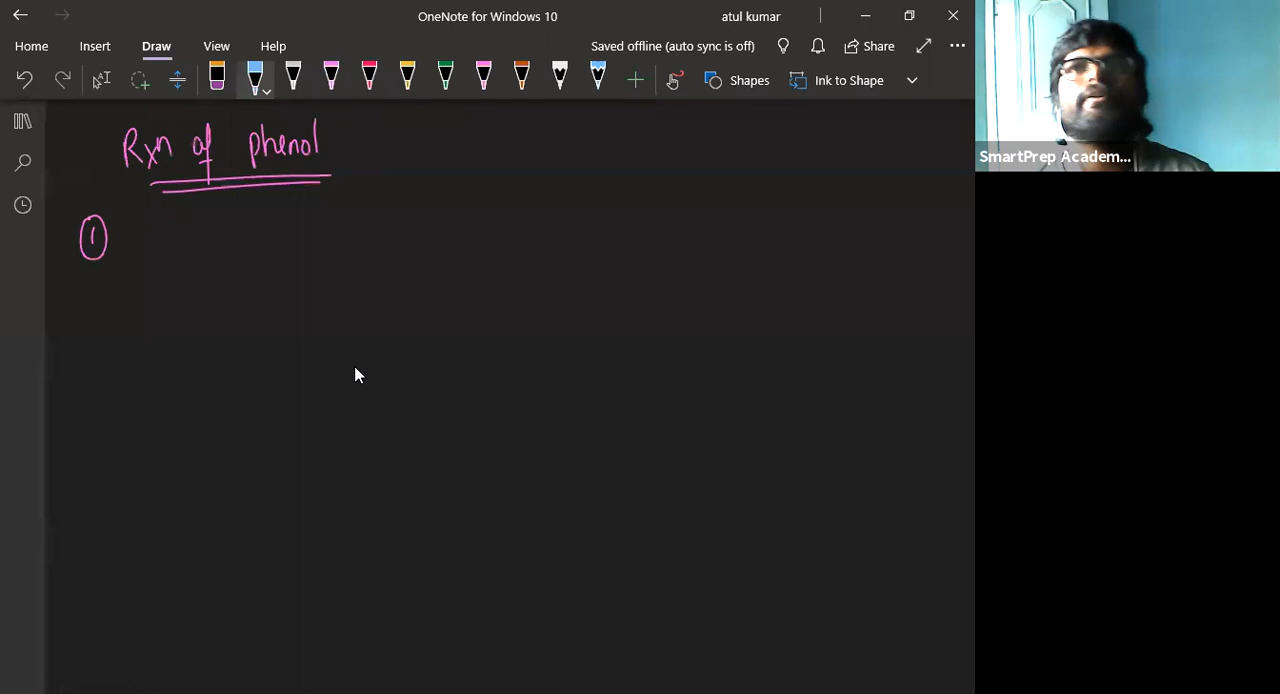 OneNote for Windows 10
atul kumar
Home Insert Draw View Help
Saved offline (auto sync is off)
Share
Shapes
Ink to Shape
Rxn of phenol
1
SmartPrep Academ...